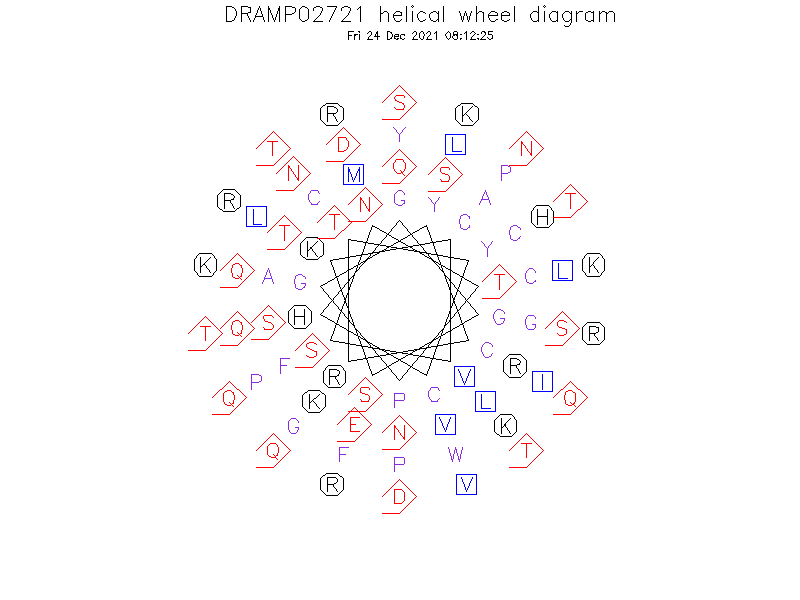 DRAMP02721 helical wheel diagram
Fri 24 Dec 2021 08:12:25
S
R K
Y
D L
T N
Q
N M S P
C N G Y A
R T
L T T C C H
K Y
K Q A G T C L K
T Q S H G G S R
S C
F R
P R V I
Q K S P C L Q
G E N V K
Q F P W T
R D V